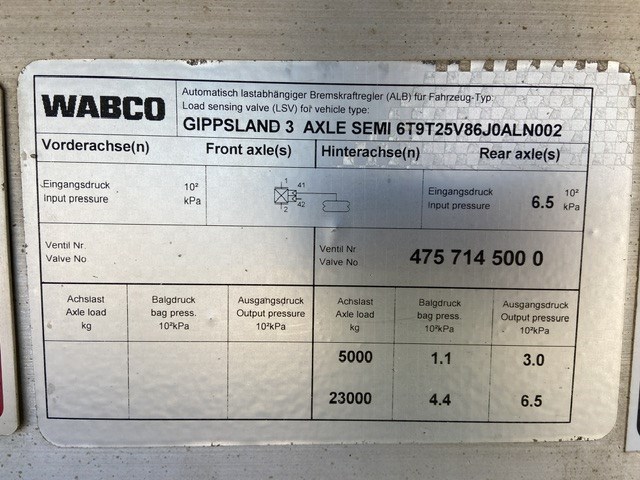 WABCO
Automatisch lastabhängiger Bremskraftregler (ALB) für Fahrzeug-Typ:
Load sensing valve (LSV) for vehicle type:
GIPPSLAND 3 AXLE SEMI 6T9T25V86J0ALN002
Vorderachse(n) Front axle(s) Hinterachse(n) Rear axle(s)
Eingangsdruck 10² 1 41 Eingangsdruck 10²
Input pressure kPa 2 42 Input pressure 6.5 kPa
Ventil Nr. Ventil Nr.
Valve No Valve No 475 714 500 0
Achslast Balgdruck Ausgangsdruck Achslast Balgdruck Ausgangsdruck
Axle load bag press. Output pressure Axle load bag press. Output pressure
kg 10²kPa 10²kPa kg 10²kPa 10²kPa
5000 1.1 3.0
23000 4.4 6.5